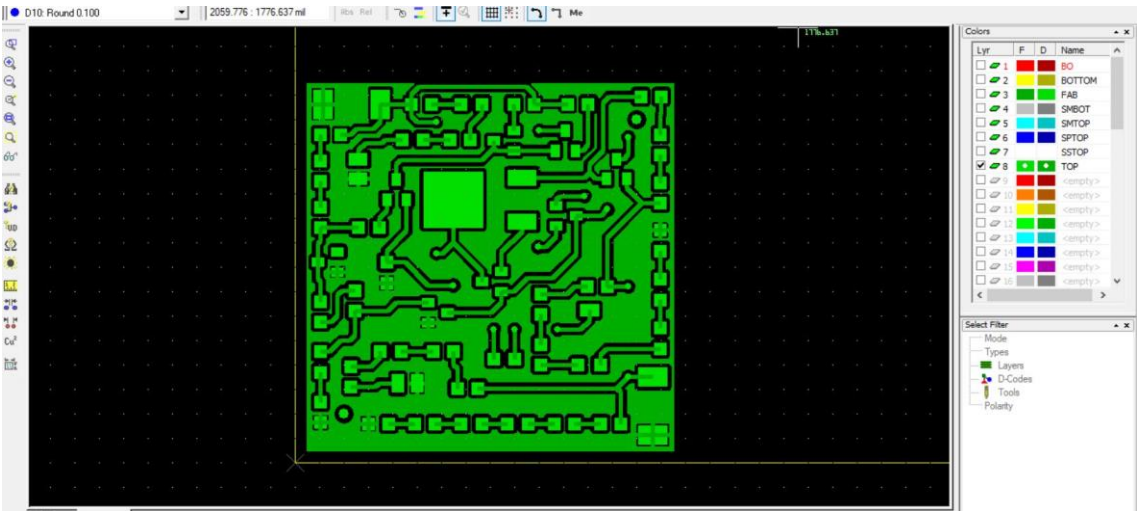 D10: Round 0.100
2059.776 : 1776.637 mil
Abs Rel
Me
1776.637
Colors
Lyr F D Name
1 BO
2 BOTTOM
3 FAB
4 SMBOT
5 SMTOP
6 SPTOP
7 SSTOP
8 TOP
9 <empty>
10 <empty>
11 <empty>
12 <empty>
13 <empty>
14 <empty>
15 <empty>
16 <empty>
Select Filter
Mode
Types
Layers
D-Codes
Tools
Polarity